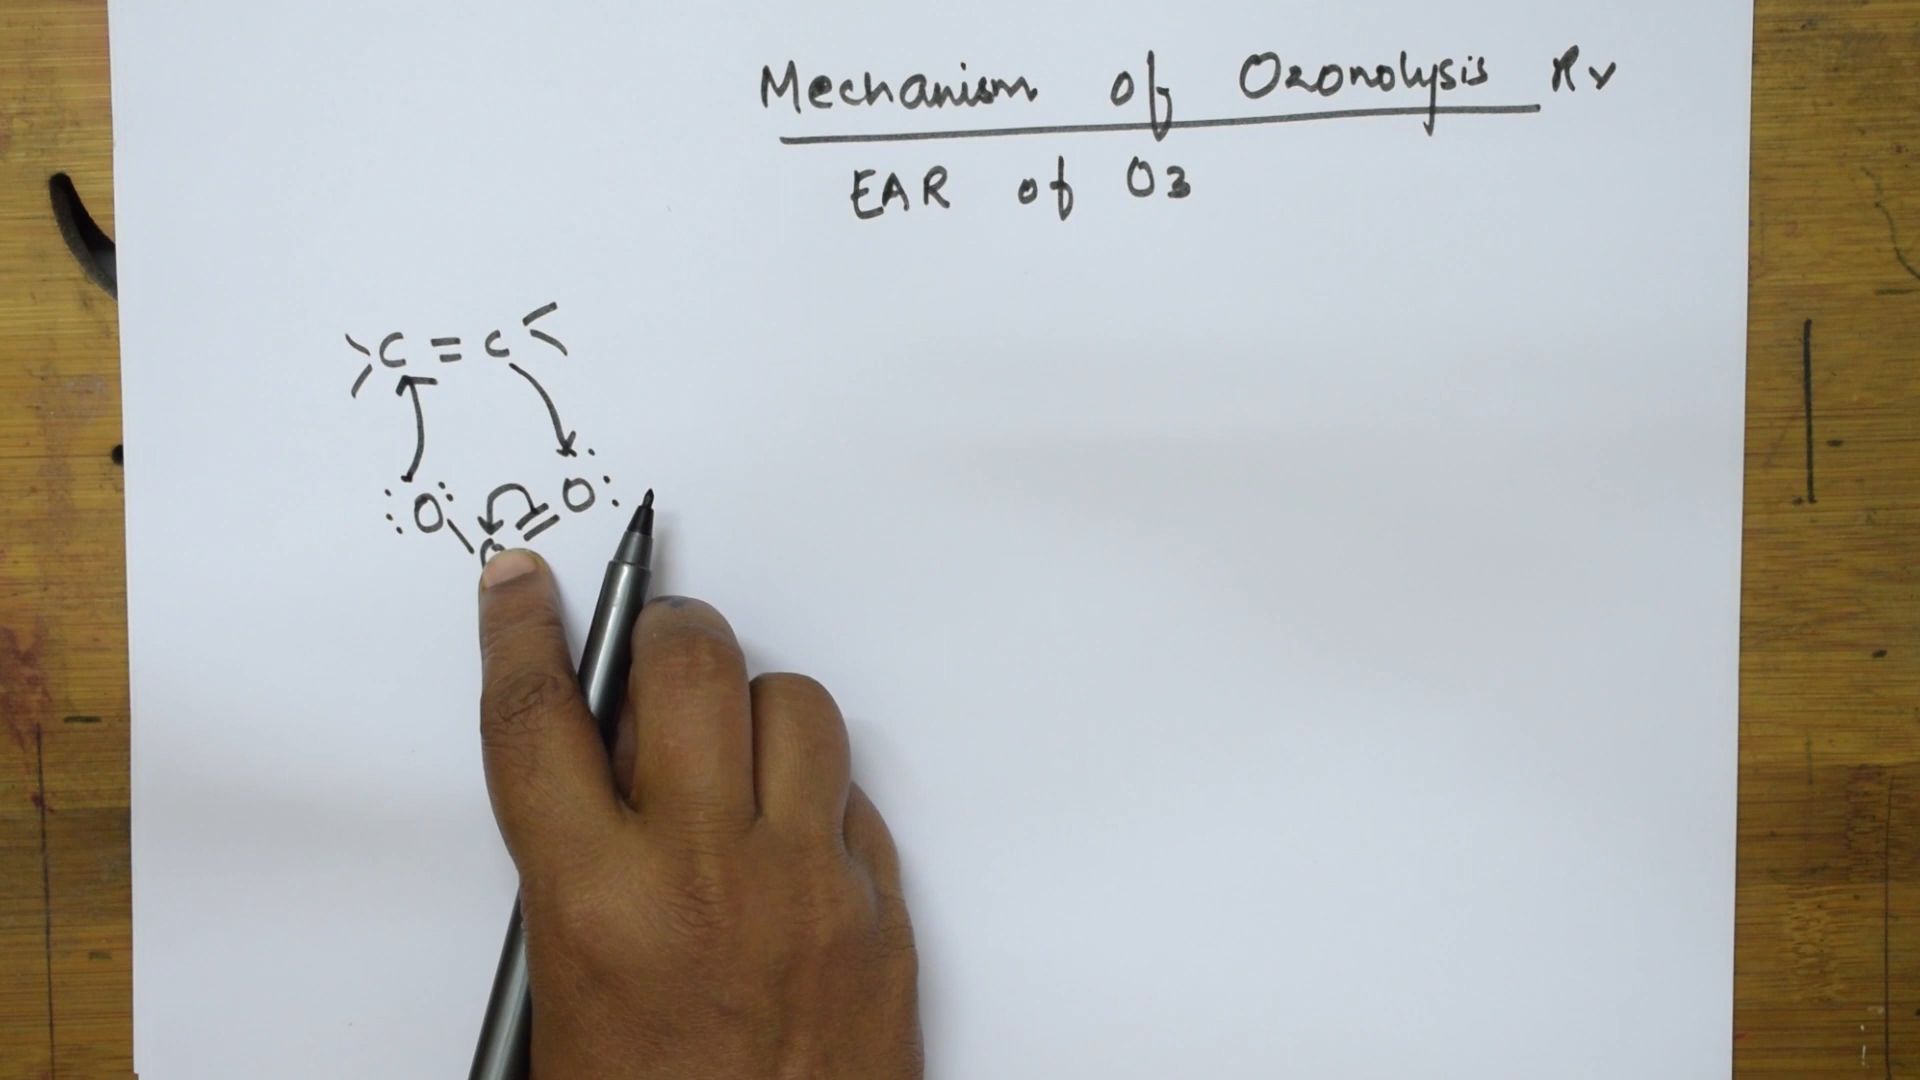 Mechanism of Ozonolysis Rx
EAR of O3
>C = C<
:O: O: